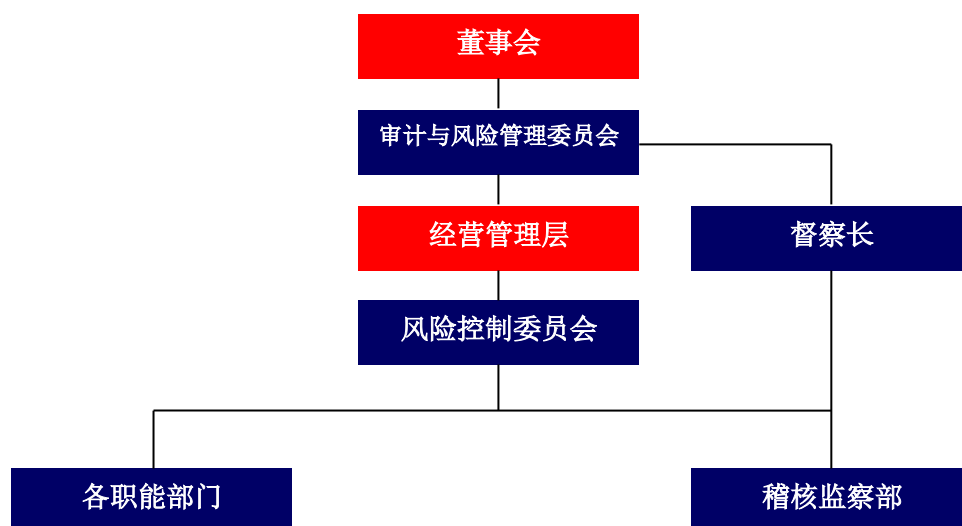 董事会
审计与风险管理委员会
经营管理层
督察长
风险控制委员会
各职能部门
稽核监察部